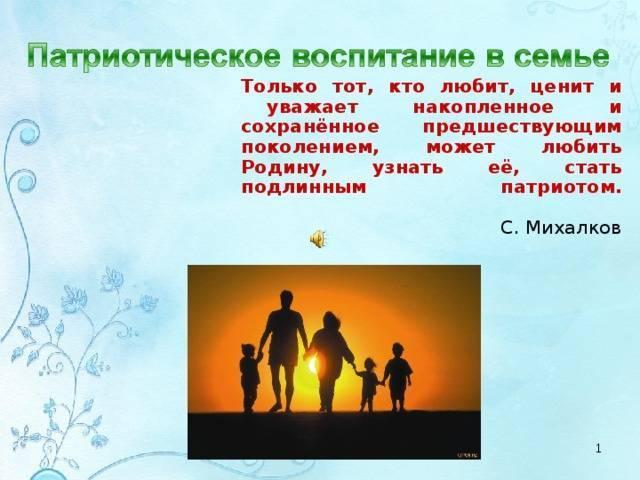 Патриотическое воспитание в семье
Только тот, кто любит, ценит и
уважает накопленное и
сохранённое предшествующим
поколением, может любить
Родину, узнать её, стать
подлинным патриотом.
С. Михалков
1